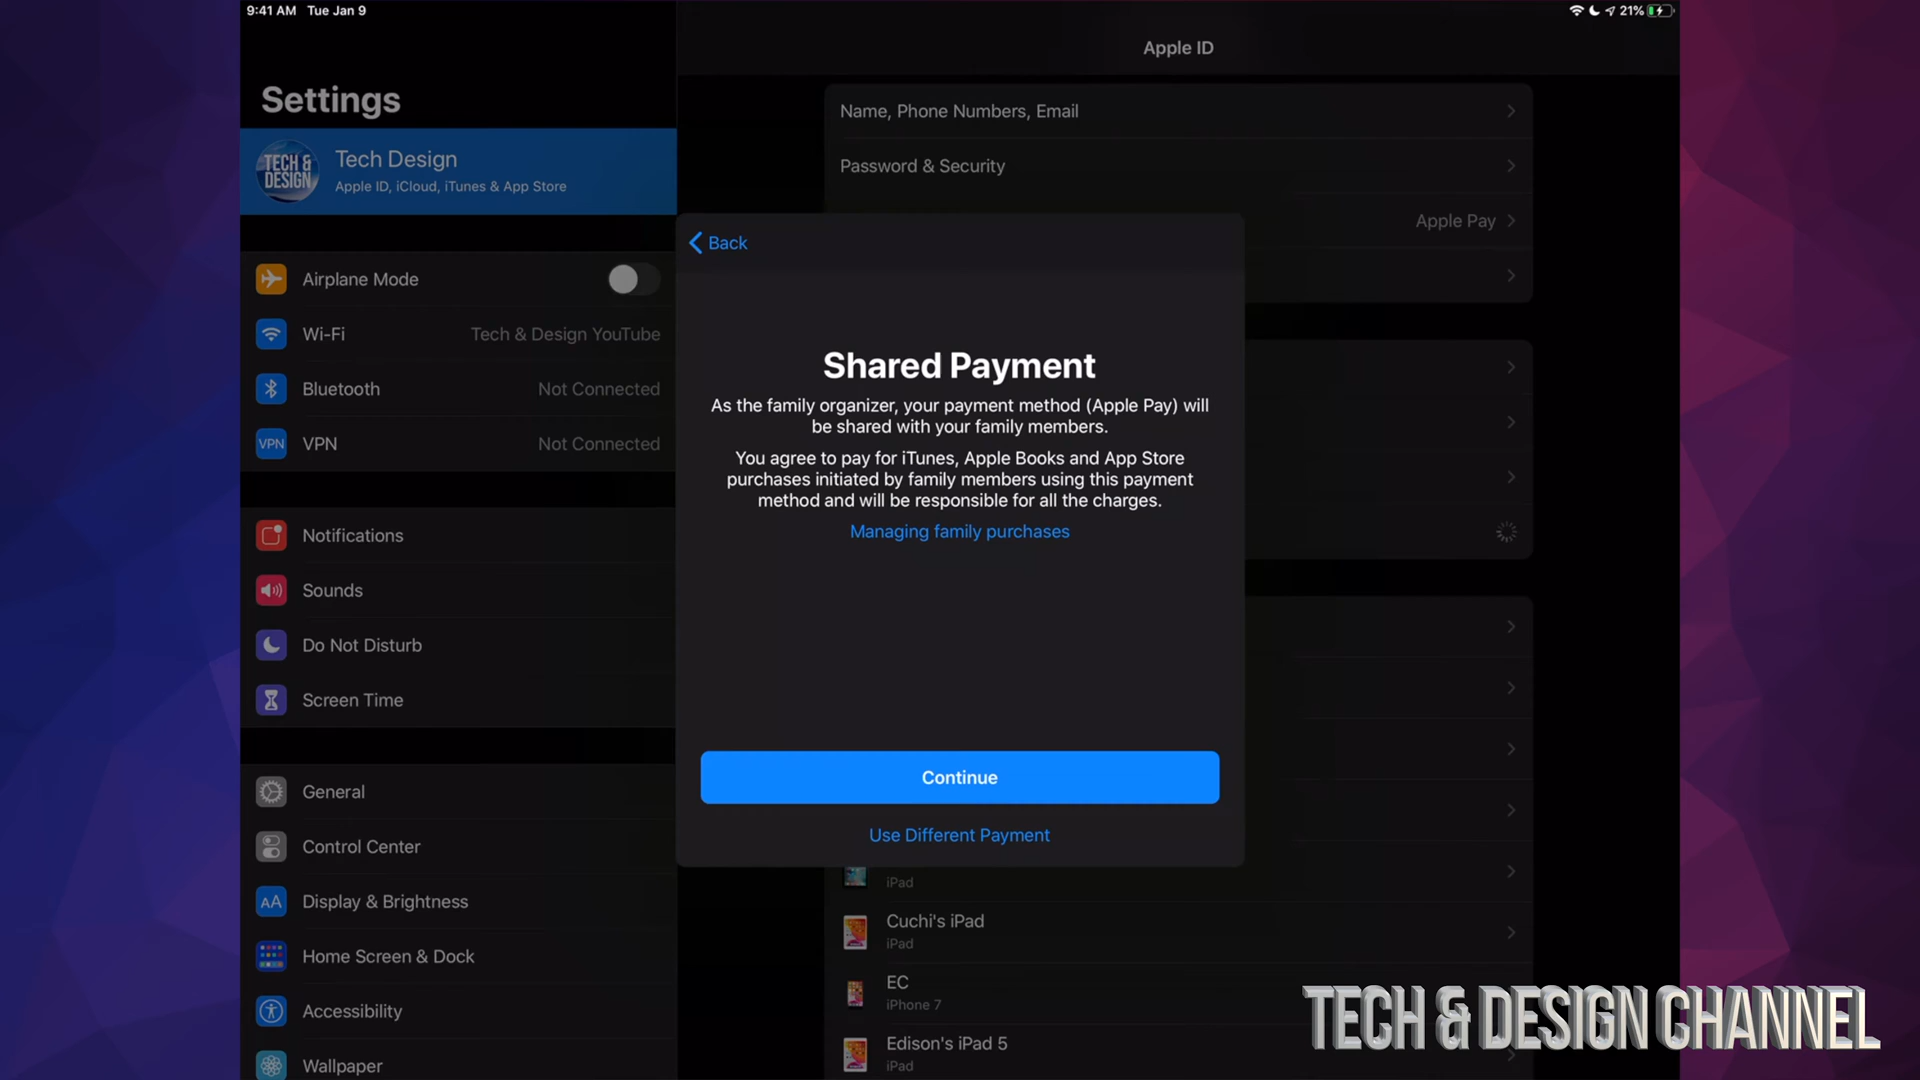 9:41 AM Tue Jan 9
21%
Settings
TECH &
DESIGN
Tech Design
Apple ID, iCloud, iTunes & App Store
Airplane Mode
Wi-Fi
Tech & Design YouTube
Bluetooth
Not Connected
VPN
VPN
Not Connected
Notifications
Sounds
Do Not Disturb
Screen Time
General
Control Center
AA
Display & Brightness
Home Screen & Dock
Accessibility
Wallpaper
Apple ID
Name, Phone Numbers, Email
Password & Security
Apple Pay
Back
Shared Payment
As the family organizer, your payment method (Apple Pay) will
be shared with your family members.
You agree to pay for iTunes, Apple Books and App Store
purchases initiated by family members using this payment
method and will be responsible for all the charges.
Managing family purchases
Continue
Use Different Payment
iPad
Cuchi's iPad
iPad
EC
iPhone 7
Edison's iPad 5
iPad
TECH & DESIGN CHANNEL